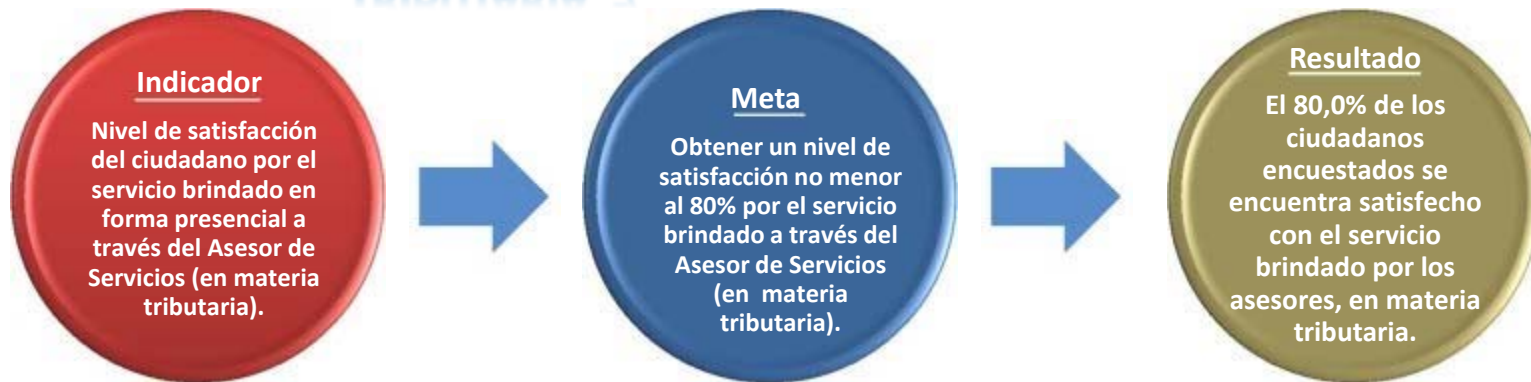 Indicador
Nivel de satisfacción
del ciudadano por el
servicio brindado en
forma presencial a
través del Asesor de
Servicios (en materia
tributaria).
Meta
Obtener un nivel de
satisfacción no menor
al 80% por el servicio
brindado a través del
Asesor de Servicios
(en materia
tributaria).
Resultado
El 80,0% de los
ciudadanos
encuestados se
encuentra satisfecho
con el servicio
brindado por los
asesores, en materia
tributaria.